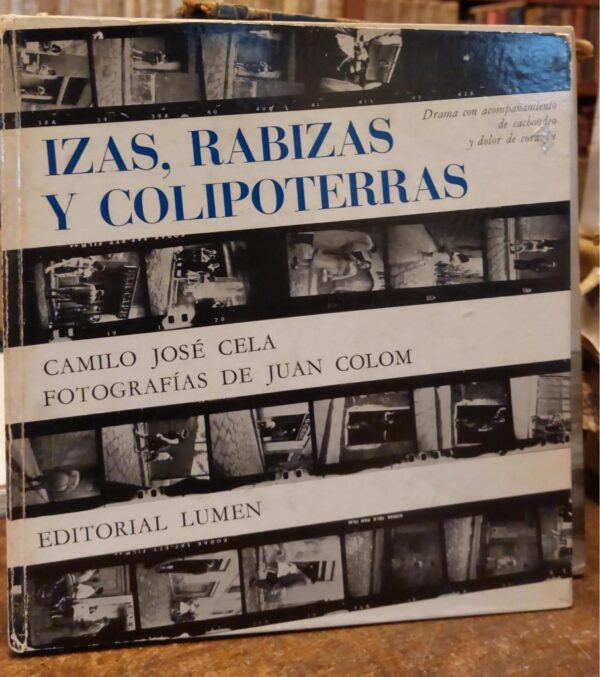 IZAS, RABIZAS
Y COLIPOTERRAS
Drama con acompañamiento
de cachondeo
y dolor de corazón
CAMILO JOSÉ CELA
FOTOGRAFÍAS DE JUAN COLOM
EDITORIAL LUMEN